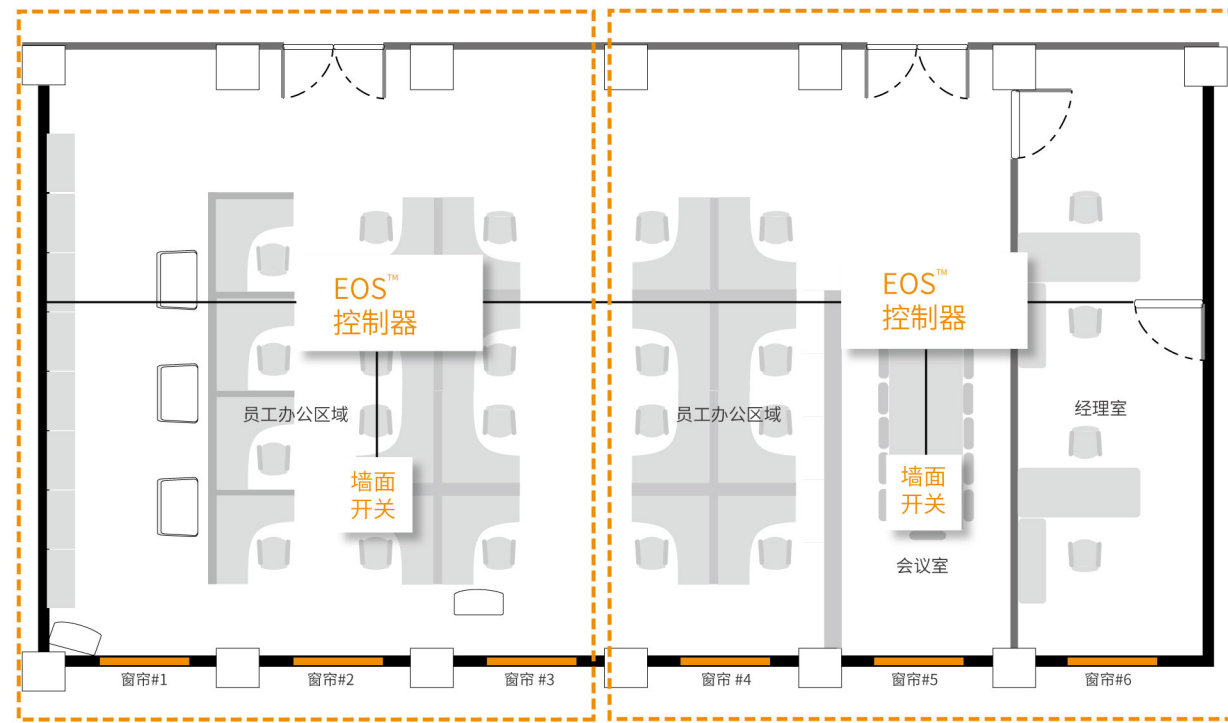 EOS™
控制器
EOS™
控制器
员工办公区域
员工办公区域
经理室
墙面
开关
墙面
开关
会议室
窗帘#1
窗帘#2
窗帘 #3
窗帘 #4
窗帘#5
窗帘#6